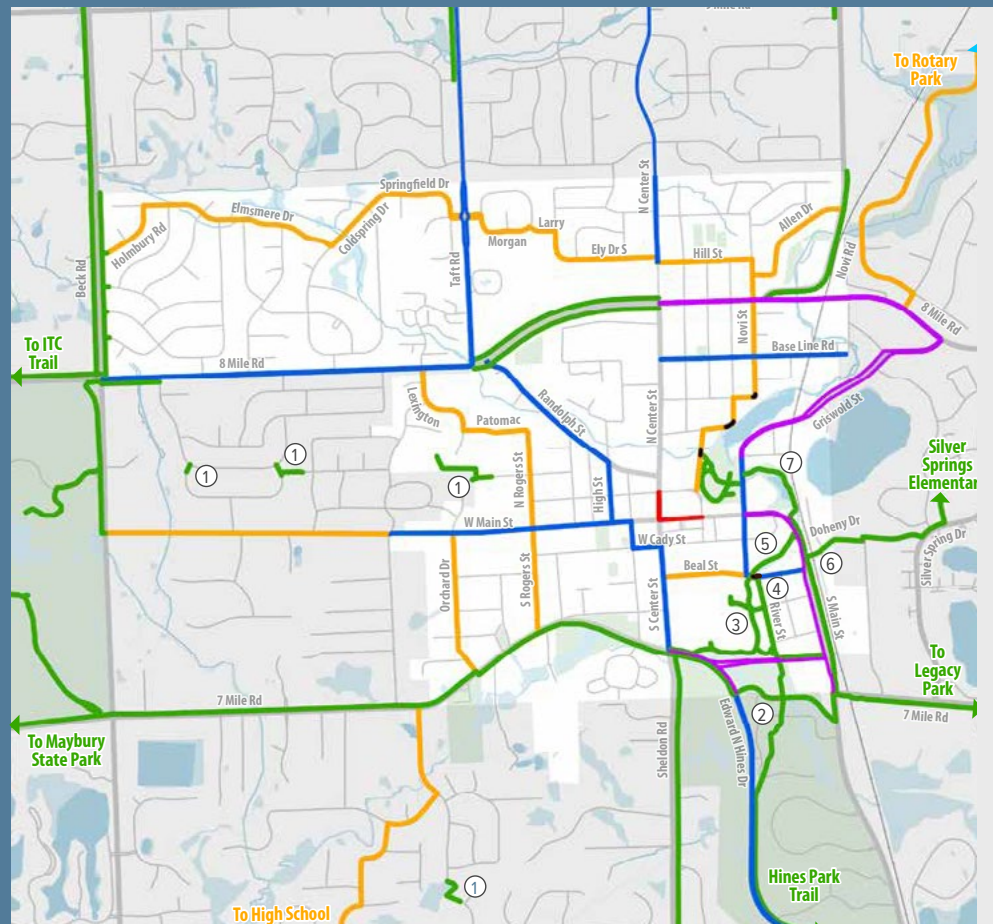 To Rotary
Park
Springfield Dr
N Center St
Elmsmere Dr
Coldspring Dr
Larry
Allen Dr
Holmbury Rd
Morgan
Ely Dr S
Hill St
Beck Rd
Taft Rd
Novi Rd
Novi St
8 Mile Rd
To ITC
Trail
8 Mile Rd
Base Line Rd
Lexington
Randolph St
N Center St
Griswold St
Patomac
Silver
Springs
Elementar
1
1
1
7
N Rogers St
High St
W Main St
Doheny Dr
W Cady St
5
6
Silver Spring Dr
Beal St
4
Orchard Dr
S Rogers St
S Center St
3
River St
S Main St
To
Legacy
Park
7 Mile Rd
2
7 Mile Rd
To Maybury
State Park
Sheldon Rd
Edward N Hines Dr
1
Hines Park
Trail
To High School